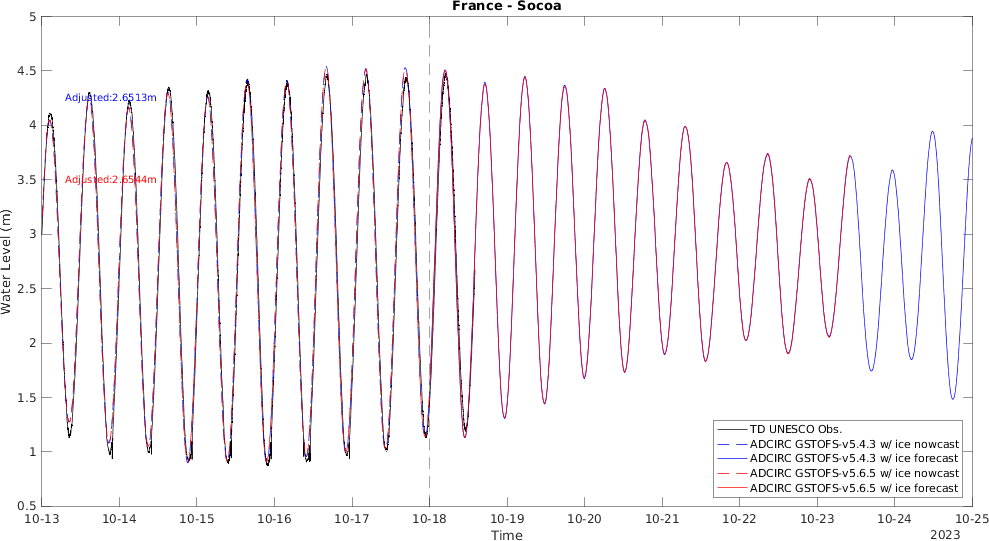 France - Socoa
Water Level (m)
5
4.5
4
3.5
3
2.5
2
1.5
1
0.5
Adjusted:2.6513m
Adjusted:2.6544m
TD UNESCO Obs.
ADCIRC GSTOFS-v5.4.3 w/ ice nowcast
ADCIRC GSTOFS-v5.4.3 w/ ice forecast
ADCIRC GSTOFS-v5.6.5 w/ ice nowcast
ADCIRC GSTOFS-v5.6.5 w/ ice forecast
10-13 10-14 10-15 10-16 10-17 10-18 10-19 10-20 10-21 10-22 10-23 10-24 10-25
Time
2023